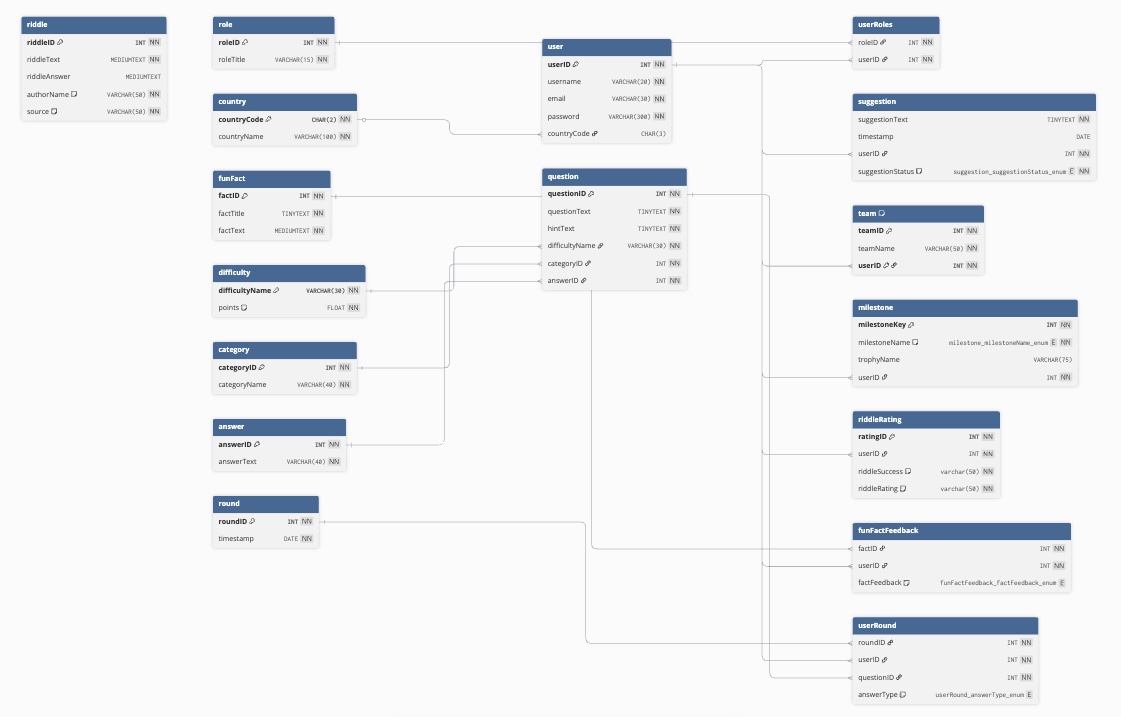 riddle
riddleID INT NN
riddleText MEDIUMTEXT NN
riddleAnswer MEDIUMTEXT
authorName VARCHAR(50) NN
source VARCHAR(50) NN
role
roleID INT NN
roleTitle VARCHAR(15) NN
country
countryCode CHAR(2) NN
countryName VARCHAR(100) NN
funFact
factID INT NN
factTitle TINYTEXT NN
factText MEDIUMTEXT NN
difficulty
difficultyName VARCHAR(30) NN
points FLOAT NN
category
categoryID INT NN
categoryName VARCHAR(40) NN
answer
answerID INT NN
answerText VARCHAR(40) NN
round
roundID INT NN
timestamp DATE NN
user
userID INT NN
username VARCHAR(20) NN
email VARCHAR(30) NN
password VARCHAR(300) NN
countryCode CHAR(3)
question
questionID INT NN
questionText TINYTEXT NN
hintText TINYTEXT NN
difficultyName VARCHAR(30) NN
categoryID INT NN
answerID INT NN
userRoles
roleID INT NN
userID INT NN
suggestion
suggestionText TINYTEXT NN
timestamp DATE
userID INT NN
suggestionStatus suggestion_suggestionStatus_enum E NN
team
teamID INT NN
teamName VARCHAR(50) NN
userID INT NN
milestone
milestoneKey INT NN
milestoneName milestone_milestoneName_enum E NN
trophyName VARCHAR(75)
userID INT NN
riddleRating
ratingID INT NN
userID INT NN
riddleSuccess varchar(50) NN
riddleRating varchar(50) NN
funFactFeedback
factID INT NN
userID INT NN
factFeedback funFactFeedback_factFeedback_enum E
userRound
roundID INT NN
userID INT NN
questionID INT NN
answerType userRound_answerType_enum E